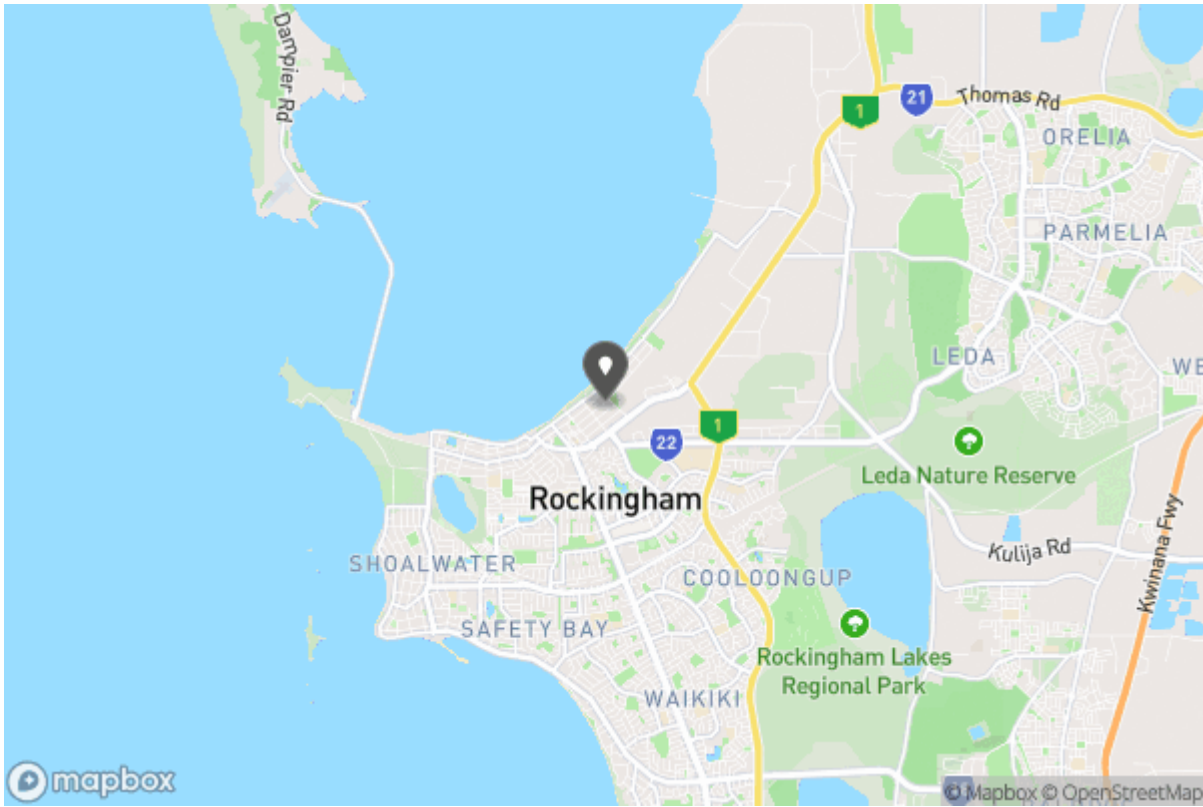 Dampier Rd
1
21
Thomas Rd
ORELIA
PARMELIA
LEDA
WE
1
22
Leda Nature Reserve
Rockingham
Kulija Rd
Kwinana Fwy
SHOALWATER
COOLOONGUP
SAFETY BAY
Rockingham Lakes
Regional Park
WAIKIKI
mapbox
© Mapbox © OpenStreetMap